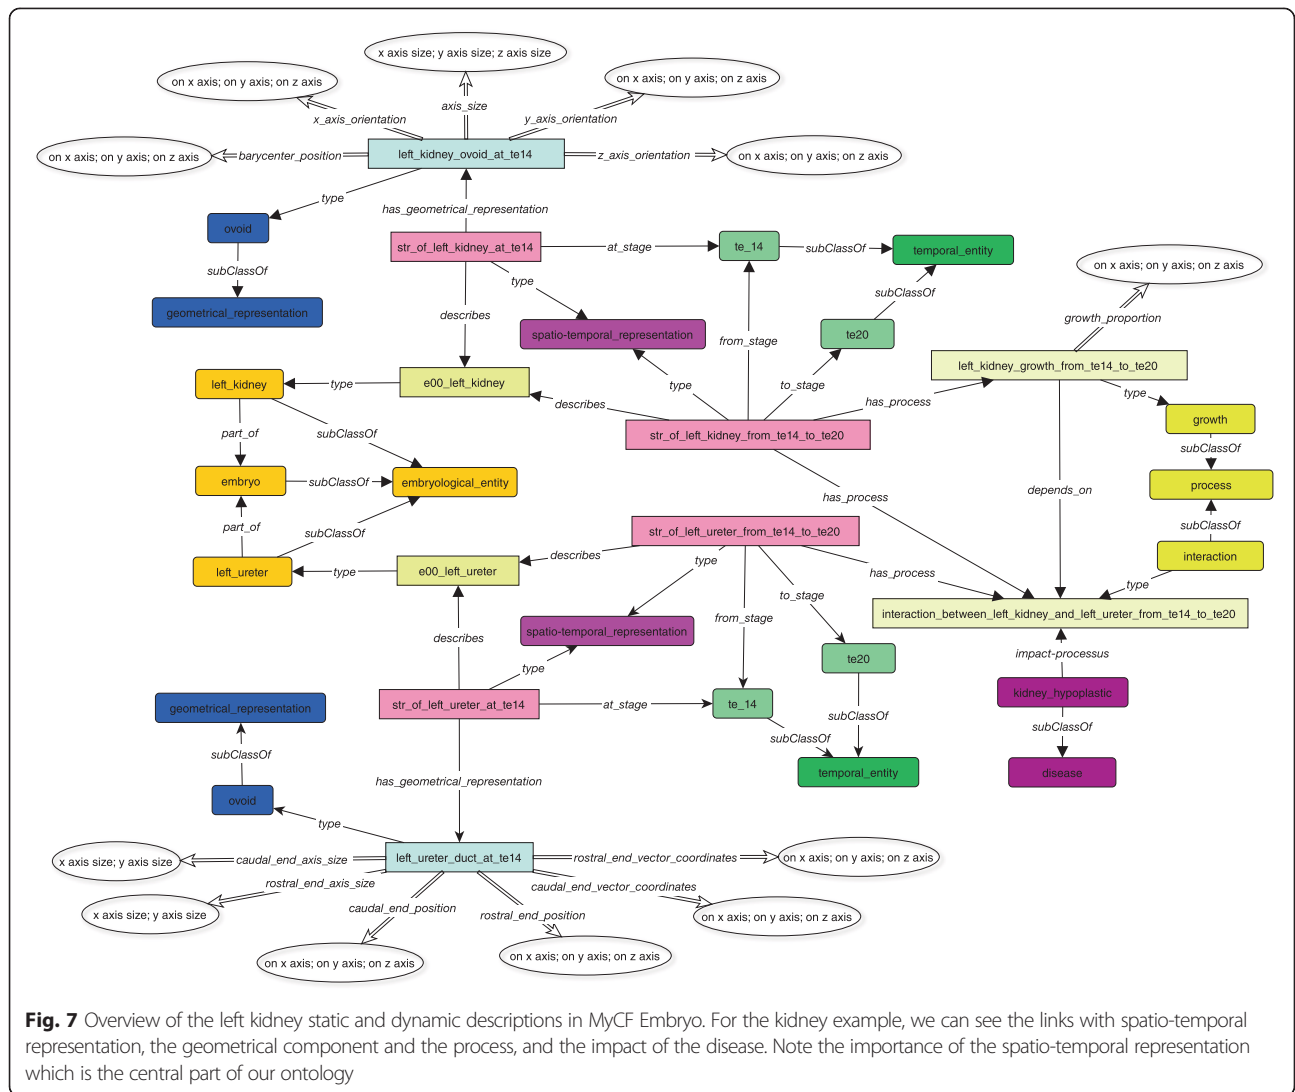 x axis size; y axis size; z axis size
on x axis; on y axis; on z axis
on x axis; on y axis; on z axis
axis_size
x_axis_orientation
y_axis_orientation
on x axis; on y axis; on z axis
barycenter_position
left_kidney_ovoid_at_te14
z_axis_orientation
on x axis; on y axis; on z axis
type
has_geometrical_representation
ovoid
str_of_left_kidney_at_te14
at_stage
te_14
subClassOf
temporal_entity
on x axis; on y axis; on z axis
subClassOf
type
subClassOf
geometrical_representation
describes
growth_proportion
spatio-temporal_representation
from_stage
te20
left_kidney_growth_from_te14_to_te20
left_kidney
type
e00_left_kidney
type
to_stage
describes
has_process
type
growth
part_of
subClassOf
str_of_left_kidney_from_te14_to_te20
subClassOf
embryo
subClassOf
embryological_entity
depends_on
process
has_process
part_of
subClassOf
str_of_left_ureter_from_te14_to_te20
subClassOf
describes
type
interaction
left_ureter
type
e00_left_ureter
has_process
type
to_stage
from_stage
interaction_between_left_kidney_and_left_ureter_from_te14_to_te20
describes
spatio-temporal_representation
type
te20
impact-processus
kidney_hypoplastic
geometrical_representation
str_of_left_ureter_at_te14
at_stage
te_14
subClassOf
subClassOf
subClassOf
subClassOf
temporal_entity
disease
has_geometrical_representation
ovoid
type
x axis size; y axis size
caudal_end_axis_size
left_ureter_duct_at_te14
rostral_end_vector_coordinates
on x axis; on y axis; on z axis
rostral_end_axis_size
caudal_end_vector_coordinates
x axis size; y axis size
caudal_end_position
rostral_end_position
on x axis; on y axis; on z axis
on x axis; on y axis; on z axis
on x axis; on y axis; on z axis
Fig. 7 Overview of the left kidney static and dynamic descriptions in MyCF Embryo. For the kidney example, we can see the links with spatio-temporal
representation, the geometrical component and the process, and the impact of the disease. Note the importance of the spatio-temporal representation
which is the central part of our ontology